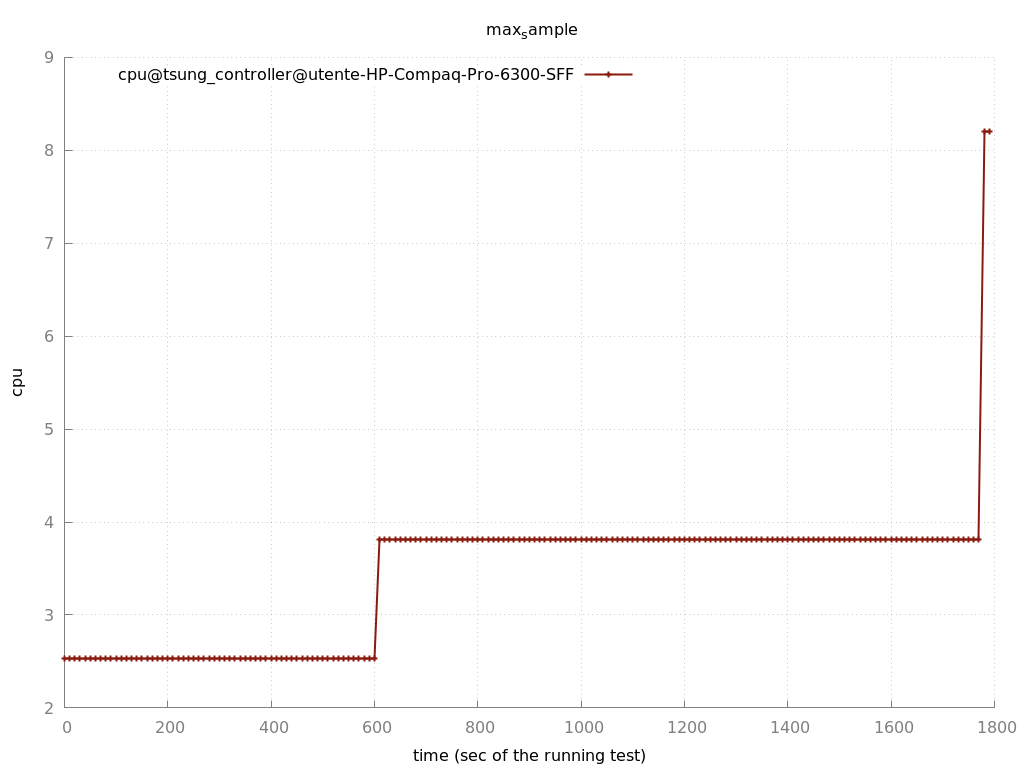 max_sample
cpu@tsung_controller@utente-HP-Compaq-Pro-6300-SFF
9
8
7
6
5
4
3
2
cpu
0 200 400 600 800 1000 1200 1400 1600 1800
time (sec of the running test)